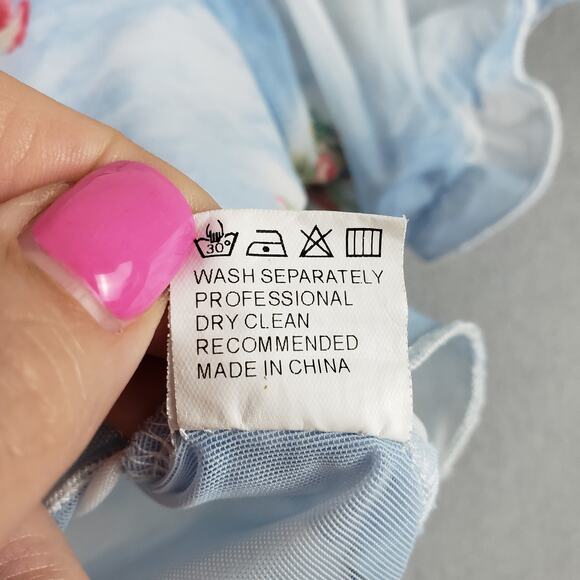 30°
WASH SEPARATELY
PROFESSIONAL
DRY CLEAN
RECOMMENDED
MADE IN CHINA